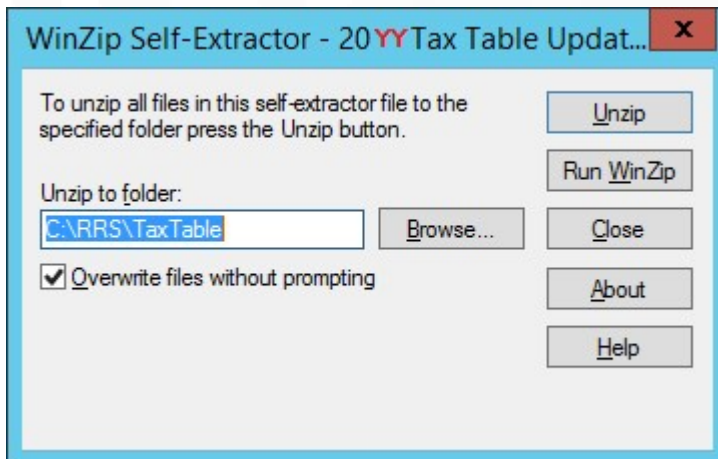 WinZip Self-Extractor - 20YYTax Table Updat...
x
To unzip all files in this self-extractor file to the
specified folder press the Unzip button.
Unzip
Run WinZip
Unzip to folder:
C:\RRS\TaxTable
Browse...
Close
Overwrite files without prompting
About
Help